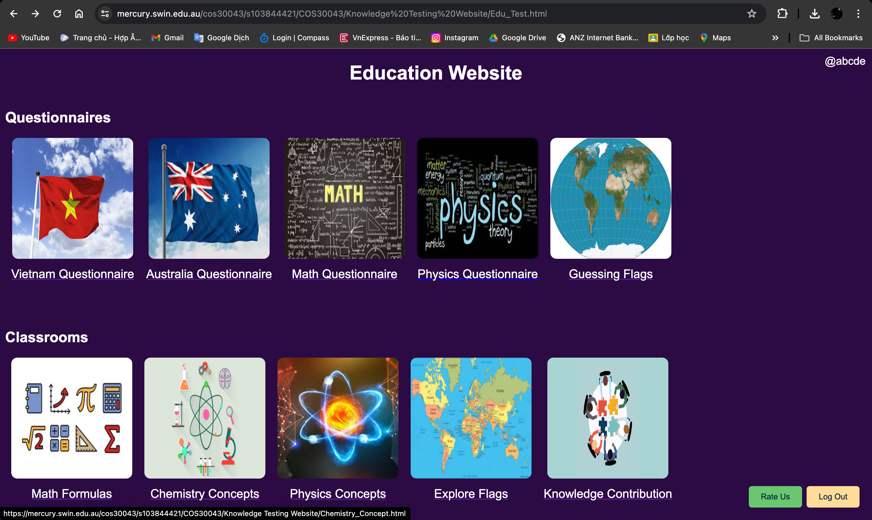 mercury.swin.edu.au/cos30043/s103844421/COS30043/Knowledge%20Testing%20Website/Edu_Test.html
YouTube Trang chủ - Hợp Â... Gmail Google Dịch Login | Compass VnExpress - Báo ti... Instagram Google Drive ANZ Internet Bank... Lớp học Maps » All Bookmarks
@abcde
Education Website
Questionnaires
MATH
matter
energy
quantum
mechanics
physics
theory
particles
Vietnam Questionnaire Australia Questionnaire Math Questionnaire Physics Questionnaire Guessing Flags
Classrooms
π
√2 Σ
Math Formulas Chemistry Concepts Physics Concepts Explore Flags Knowledge Contribution
Rate Us Log Out
https://mercury.swin.edu.au/cos30043/s103844421/COS30043/Knowledge Testing Website/Chemistry_Concept.html